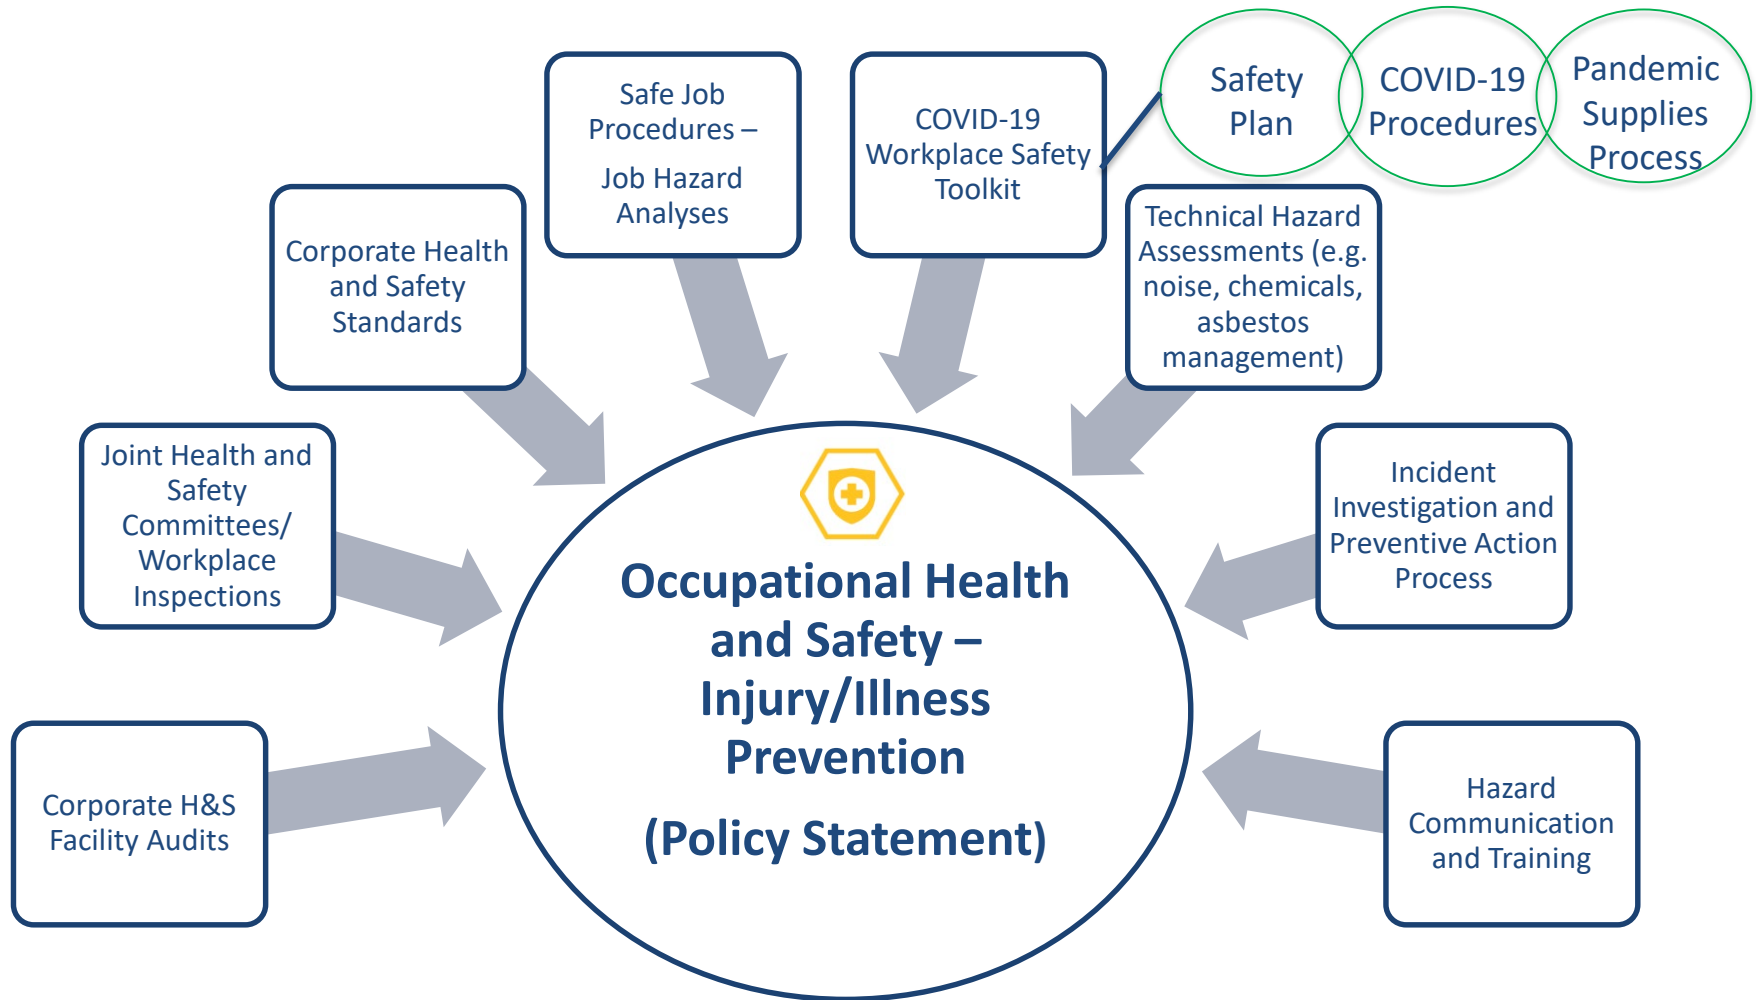 Safe Job
Procedures –
Job Hazard
Analyses
COVID-19
Workplace Safety
Toolkit
Safety
Plan
COVID-19
Procedures
Pandemic
Supplies
Process
Corporate Health
and Safety
Standards
Technical Hazard
Assessments (e.g.
noise, chemicals,
asbestos
management)
Joint Health and
Safety
Committees/
Workplace
Inspections
Incident
Investigation and
Preventive Action
Process
Occupational Health
and Safety –
Injury/Illness
Prevention
(Policy Statement)
Corporate H&S
Facility Audits
Hazard
Communication
and Training